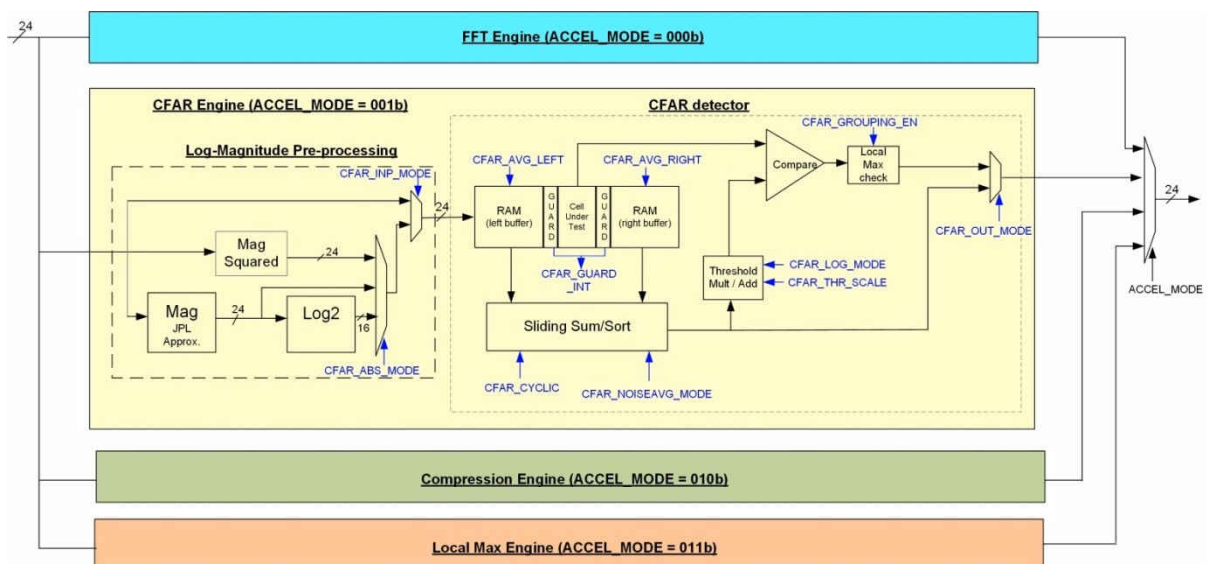 24
FFT Engine (ACCEL_MODE = 000b)
CFAR Engine (ACCEL_MODE = 001b)
CFAR detector
Log-Magnitude Pre-processing
CFAR_INP_MODE
24
Mag
Squared
24
Mag
JPL
Approx.
24
Log2
16
CFAR_ABS_MODE
CFAR_AVG_LEFT
CFAR_AVG_RIGHT
RAM
(left buffer)
GUARD
Cell
Under
Test
GUARD
RAM
(right buffer)
CFAR_GUARD
_INT
Sliding Sum/Sort
CFAR_CYCLIC
CFAR_NOISEAVG_MODE
Compare
CFAR_GROUPING_EN
Local
Max
check
Threshold
Mult / Add
CFAR_LOG_MODE
CFAR_THR_SCALE
CFAR_OUT_MODE
24
ACCEL_MODE
Compression Engine (ACCEL_MODE = 010b)
Local Max Engine (ACCEL_MODE = 011b)